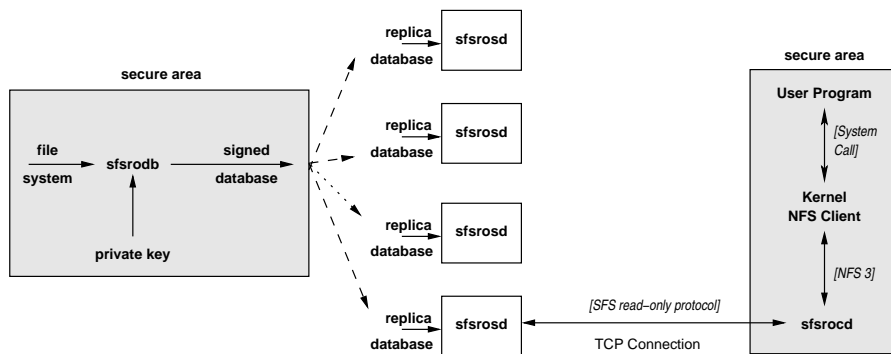 secure area
file
system
sfsrodb
signed
database
private key
replica
database
sfsrosd
replica
database
sfsrosd
replica
database
sfsrosd
replica
database
sfsrosd
[SFS read–only protocol]
TCP Connection
secure area
User Program
[System
Call]
Kernel
NFS Client
[NFS 3]
sfsrocd